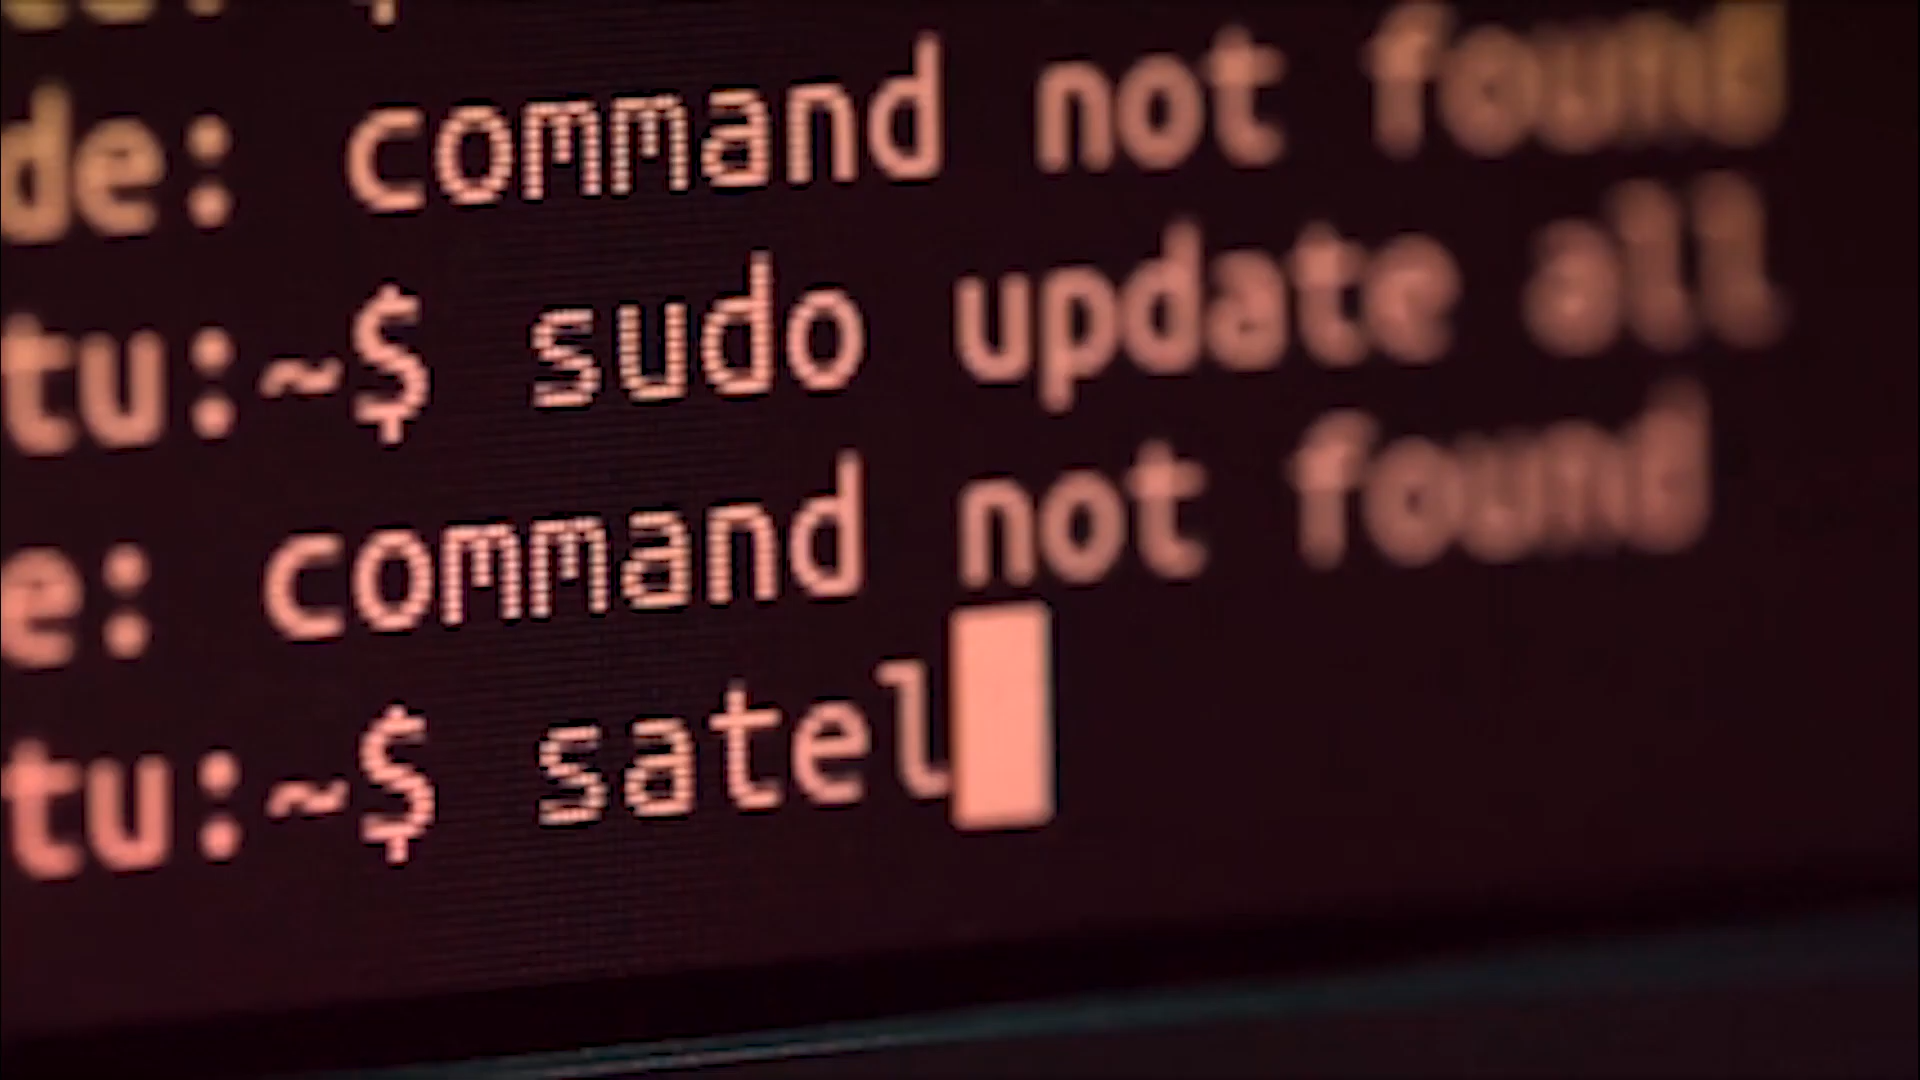 de: command not found
tu:~$ sudo update all
e: command not found
tu:~$ satel